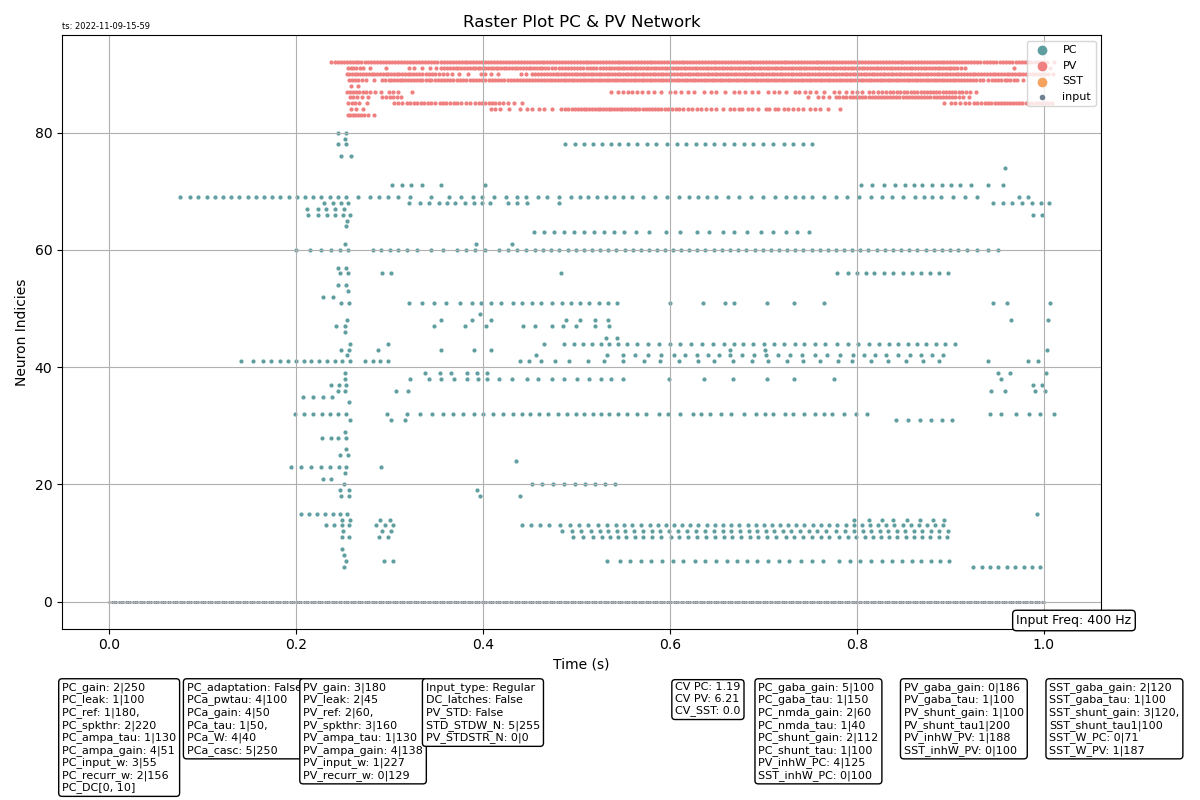 ts: 2022-11-09-15-59
Raster Plot PC & PV Network
PC
PV
SST
input
80
60
40
20
0
Neuron Indicies
0.0 0.2 0.4 0.6 0.8 1.0
Time (s)
Input Freq: 400 Hz
PC_gain: 2|250
PC_leak: 1|100
PC_ref: 1|180,
PC_spkthr: 2|220
PC_ampa_tau: 1|130
PC_ampa_gain: 4|51
PC_input_w: 3|55
PC_recurr_w: 2|156
PC_DC[0, 10]
PC_adaptation: False
PCa_pwtau: 4|100
PCa_gain: 4|50
PCa_tau: 1|50,
PCa_W: 4|40
PCa_casc: 5|250
PV_gain: 3|180
PV_leak: 2|45
PV_ref: 2|60,
PV_spkthr: 3|160
PV_ampa_tau: 1|130
PV_ampa_gain: 4|138
PV_input_w: 1|227
PV_recurr_w: 0|129
Input_type: Regular
DC_latches: False
PV_STD: False
STD_STDW_N: 5|255
PV_STDSTR_N: 0|0
CV PC: 1.19
CV PV: 6.21
CV_SST: 0.0
PC_gaba_gain: 5|100
PC_gaba_tau: 1|150
PC_nmda_gain: 2|60
PC_nmda_tau: 1|40
PC_shunt_gain: 2|112
PC_shunt_tau: 1|100
PV_inhW_PC: 4|125
SST_inhW_PC: 0|100
PV_gaba_gain: 0|186
PV_gaba_tau: 1|100
PV_shunt_gain: 1|100
PV_shunt_tau1|200
PV_inhW_PV: 1|188
SST_inhW_PV: 0|100
SST_gaba_gain: 2|120
SST_gaba_tau: 1|100
SST_shunt_gain: 3|120,
SST_shunt_tau1|100
SST_W_PC: 0|71
SST_W_PV: 1|187